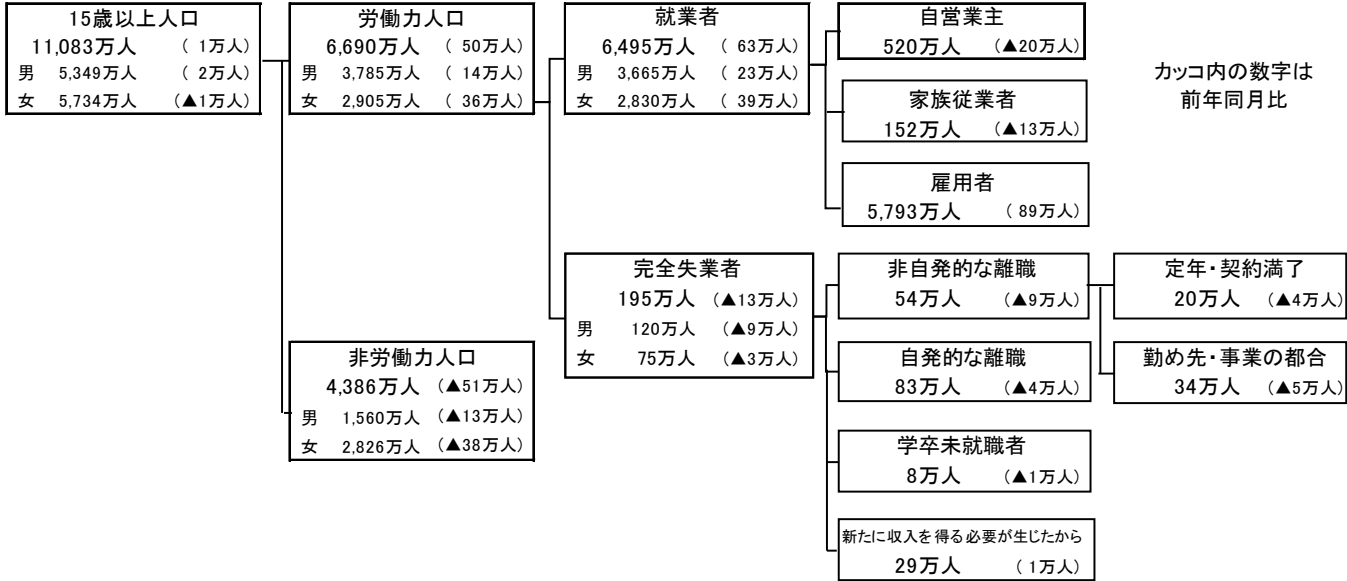 15歳以上人口
11,083万人 ( 1万人)
男 5,349万人 ( 2万人)
女 5,734万人 (▲1万人)
労働力人口
6,690万人 ( 50万人)
男 3,785万人 ( 14万人)
女 2,905万人 ( 36万人)
非労働力人口
4,386万人 (▲51万人)
男 1,560万人 (▲13万人)
女 2,826万人 (▲38万人)
就業者
6,495万人 ( 63万人)
男 3,665万人 ( 23万人)
女 2,830万人 ( 39万人)
完全失業者
195万人 (▲13万人)
男 120万人 (▲9万人)
女 75万人 (▲3万人)
自営業主
520万人 (▲20万人)
家族従業者
152万人 (▲13万人)
雇用者
5,793万人 ( 89万人)
非自発的な離職
54万人 (▲9万人)
自発的な離職
83万人 (▲4万人)
学卒未就職者
8万人 (▲1万人)
新たに収入を得る必要が生じたから
29万人 ( 1万人)
定年・契約満了
20万人 (▲4万人)
勤め先・事業の都合
34万人 (▲5万人)
カッコ内の数字は
前年同月比